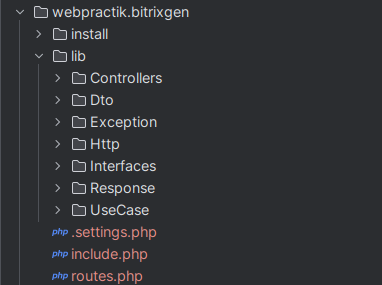 webpractik.bitrixgen
install
lib
Controllers
Dto
Exception
Http
Interfaces
Response
UseCase
php .settings.php
php include.php
php routes.php